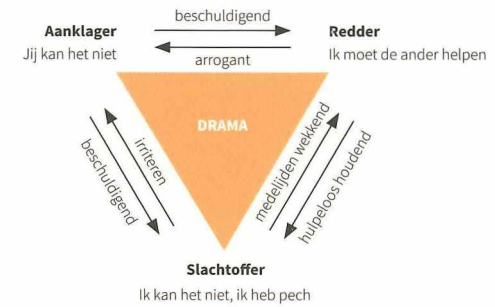 beschuldigend
Aanklager
Redder
Jij kan het niet
arrogant
Ik moet de ander helpen
DRAMA
beschuldigend
irriteren
medelijden wekkend
hulpeloos houdend
Slachtoffer
Ik kan het niet, ik heb pech